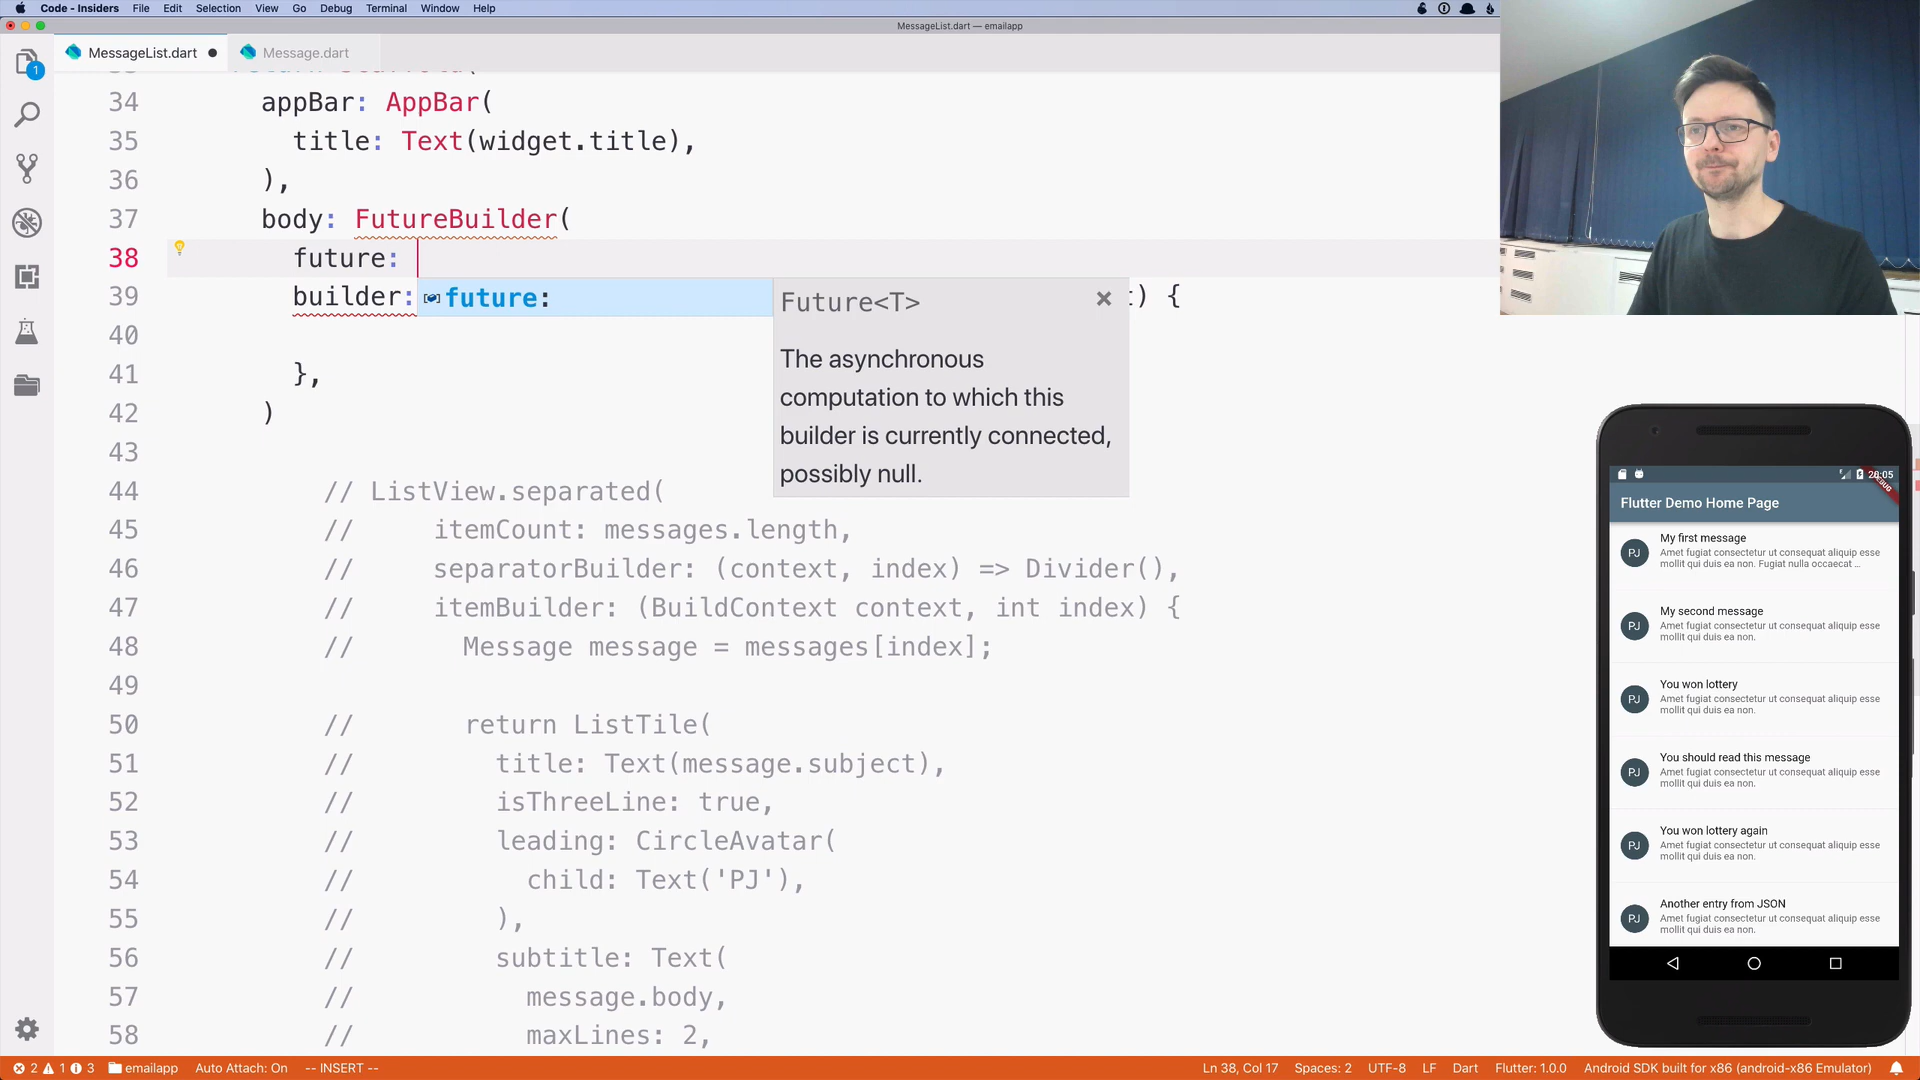 Code - Insiders File Edit Selection View Go Debug Terminal Window Help
MessageList.dart — emailapp
MessageList.dart Message.dart
1
34 appBar: AppBar(
35 title: Text(widget.title),
36 ),
37 body: FutureBuilder(
38 future:
39 builder: t) {
future:
40
41 },
42 )
43
44 // ListView.separated(
45 // itemCount: messages.length,
46 // separatorBuilder: (context, index) => Divider(),
47 // itemBuilder: (BuildContext context, int index) {
48 // Message message = messages[index];
49
50 // return ListTile(
51 // title: Text(message.subject),
52 // isThreeLine: true,
53 // leading: CircleAvatar(
54 // child: Text('PJ'),
55 // ),
56 // subtitle: Text(
57 // message.body,
58 // maxLines: 2,
Future<T>
The asynchronous
computation to which this
builder is currently connected,
possibly null.
20:05
Flutter Demo Home Page
PJ
My first message
Amet fugiat consectetur ut consequat aliquip esse
mollit qui duis ea non. Fugiat nulla occaecat ...
PJ
My second message
Amet fugiat consectetur ut consequat aliquip esse
mollit qui duis ea non.
PJ
You won lottery
Amet fugiat consectetur ut consequat aliquip esse
mollit qui duis ea non.
PJ
You should read this message
Amet fugiat consectetur ut consequat aliquip esse
mollit qui duis ea non.
PJ
You won lottery again
Amet fugiat consectetur ut consequat aliquip esse
mollit qui duis ea non.
PJ
Another entry from JSON
Amet fugiat consectetur ut consequat aliquip esse
mollit qui duis ea non.
2 1 3 emailapp Auto Attach: On -- INSERT -- Ln 38, Col 17 Spaces: 2 UTF-8 LF Dart Flutter: 1.0.0 Android SDK built for x86 (android-x86 Emulator)